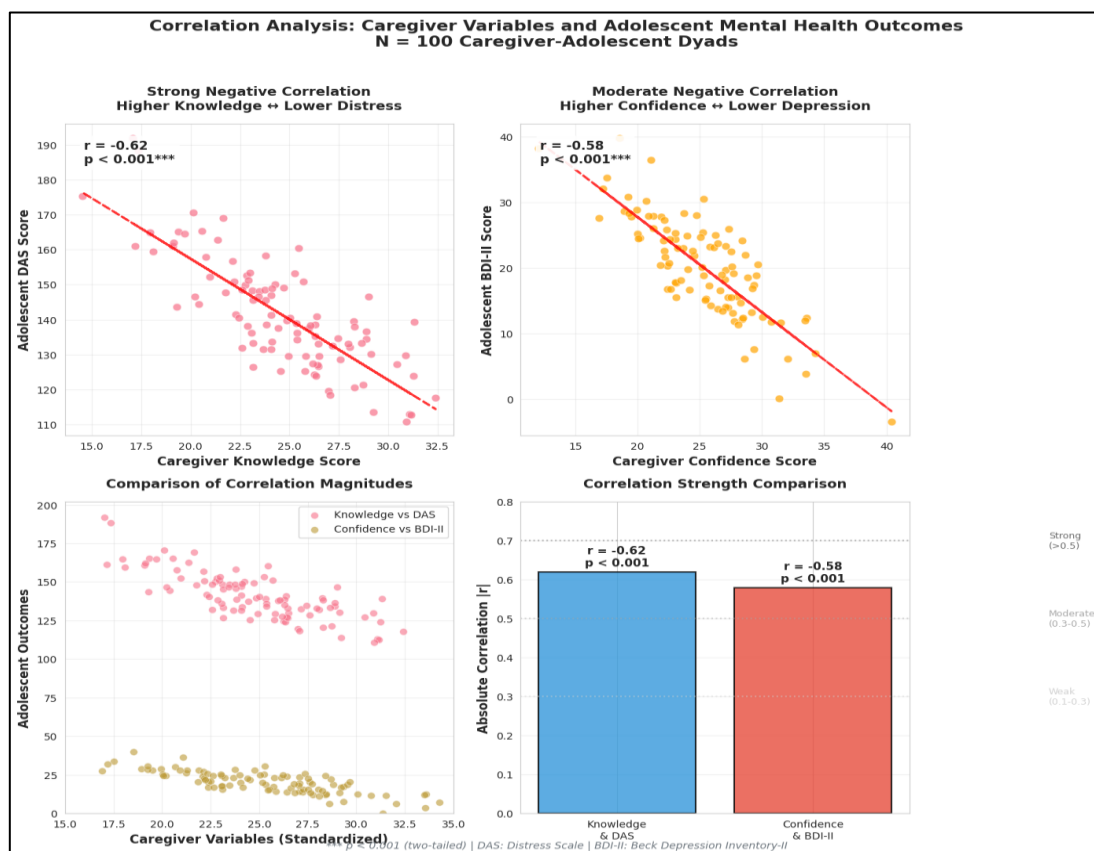 Correlation Analysis: Caregiver Variables and Adolescent Mental Health Outcomes
N = 100 Caregiver-Adolescent Dyads
Strong Negative Correlation
Higher Knowledge ↔ Lower Distress
r = -0.62
p < 0.001***
Adolescent DAS Score
190
180
170
160
150
140
130
120
110
15.0 17.5 20.0 22.5 25.0 27.5 30.0 32.5
Caregiver Knowledge Score
Moderate Negative Correlation
Higher Confidence ↔ Lower Depression
r = -0.58
p < 0.001***
Adolescent BDI-II Score
40
30
20
10
0
15 20 25 30 35 40
Caregiver Confidence Score
Comparison of Correlation Magnitudes
Knowledge vs DAS
Confidence vs BDI-II
Adolescent Outcomes
200
175
150
125
100
75
50
25
0
15.0 17.5 20.0 22.5 25.0 27.5 30.0 32.5 35.0
Caregiver Variables (Standardized)
Correlation Strength Comparison
Absolute Correlation |r|
0.8
0.7
0.6
0.5
0.4
0.3
0.2
0.1
0.0
r = -0.62
p < 0.001
r = -0.58
p < 0.001
Strong
(>0.5)
Moderate
(0.3-0.5)
Weak
(0.1-0.3)
Knowledge
& DAS
Confidence
& BDI-II
*** p < 0.001 (two-tailed) | DAS: Distress Scale | BDI-II: Beck Depression Inventory-II